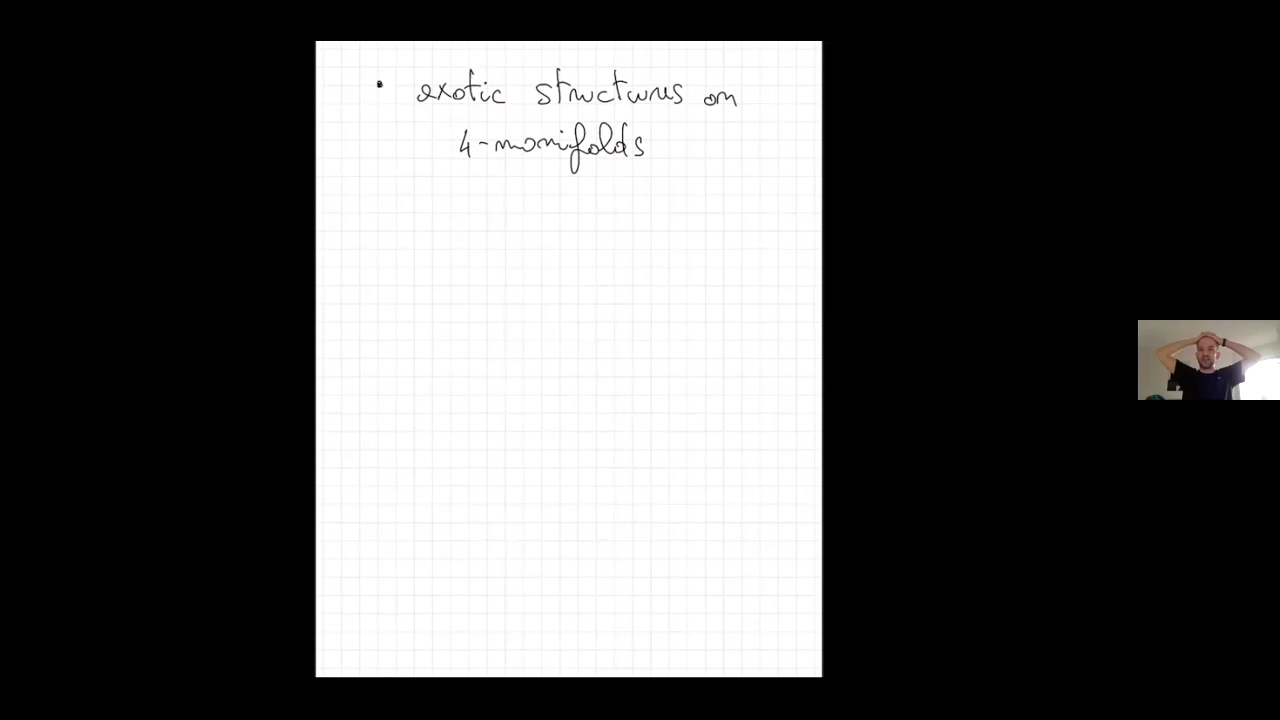 • exotic structures on
4-manifolds